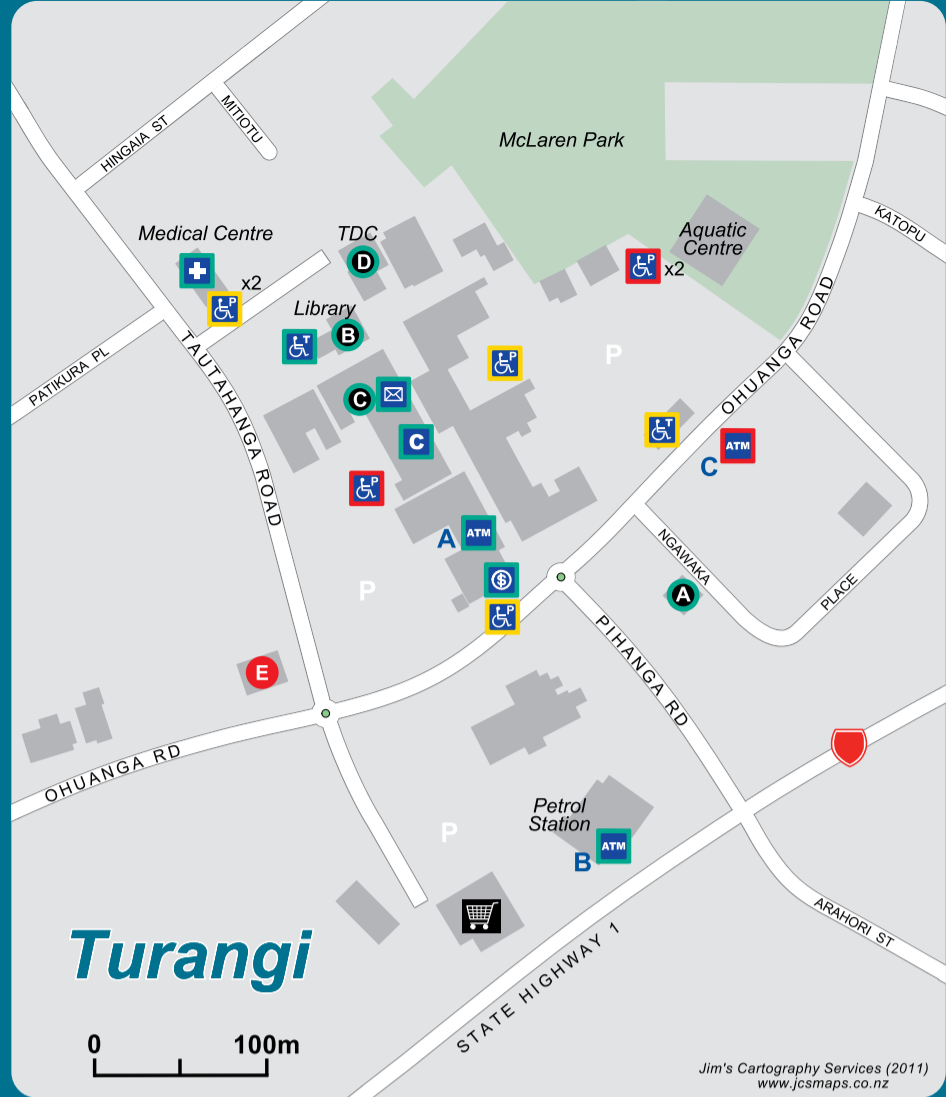 HINGAIA ST
MITIOTU
McLaren Park
KATOPU
Medical Centre
TDC
Aquatic
Centre
D
P
x2
x2
P
Library
B
T
OHUANGA ROAD
PATIKURA PL
TAUTAHANGA ROAD
P
P
C
C
T
ATM
C
P
A
ATM
NGAWAKA
PLACE
$
P
A
P
PIHANGA RD
E
OHUANGA RD
Petrol
Station
P
B
ATM
ARAHORI ST
STATE HIGHWAY 1
Turangi
0
100m
Jim's Cartography Services (2011)
www.jcsmaps.co.nz